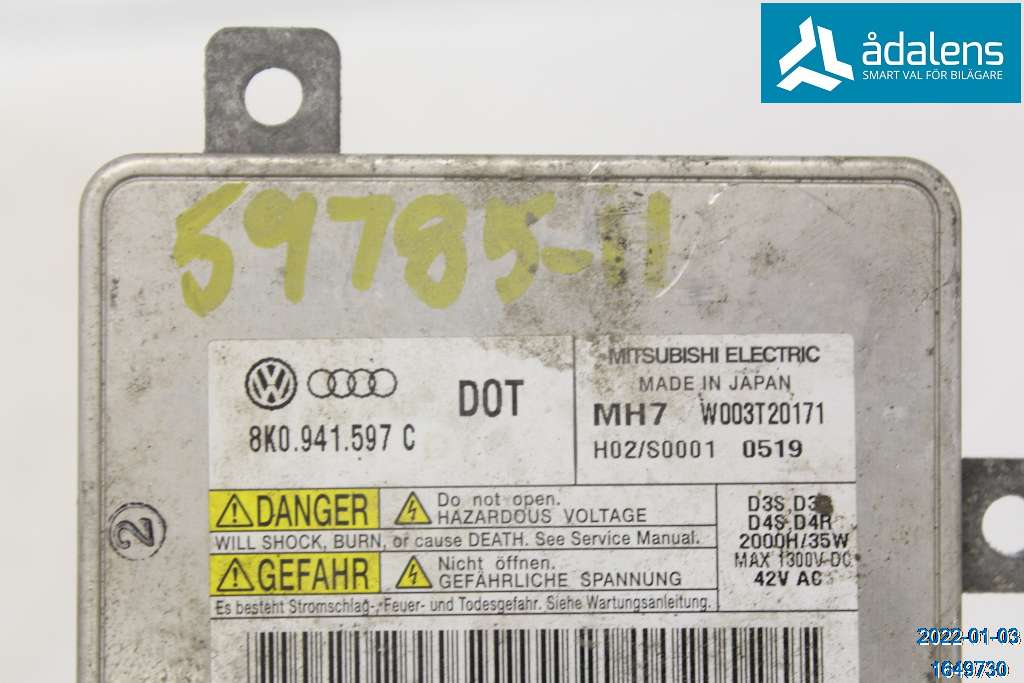 ådalens
SMART VAL FÖR BILÄGARE
59785-11
8K0.941.597 C
DOT
MITSUBISHI ELECTRIC
MADE IN JAPAN
MH7 W003T20171
H02/S0001 0519
2
DANGER
Do not open.
HAZARDOUS VOLTAGE
WILL SHOCK, BURN, or cause DEATH. See Service Manual.
GEFAHR
Nicht öffnen.
GEFÄHRLICHE SPANNUNG
Es besteht Stromschlag-, Feuer- und Todesgefahr. Siehe Wartungsanleitung.
D3S,
D4S,D4R
2000H/35W
MAX 1300V-DC
42V AC
2022-01-03
1649730